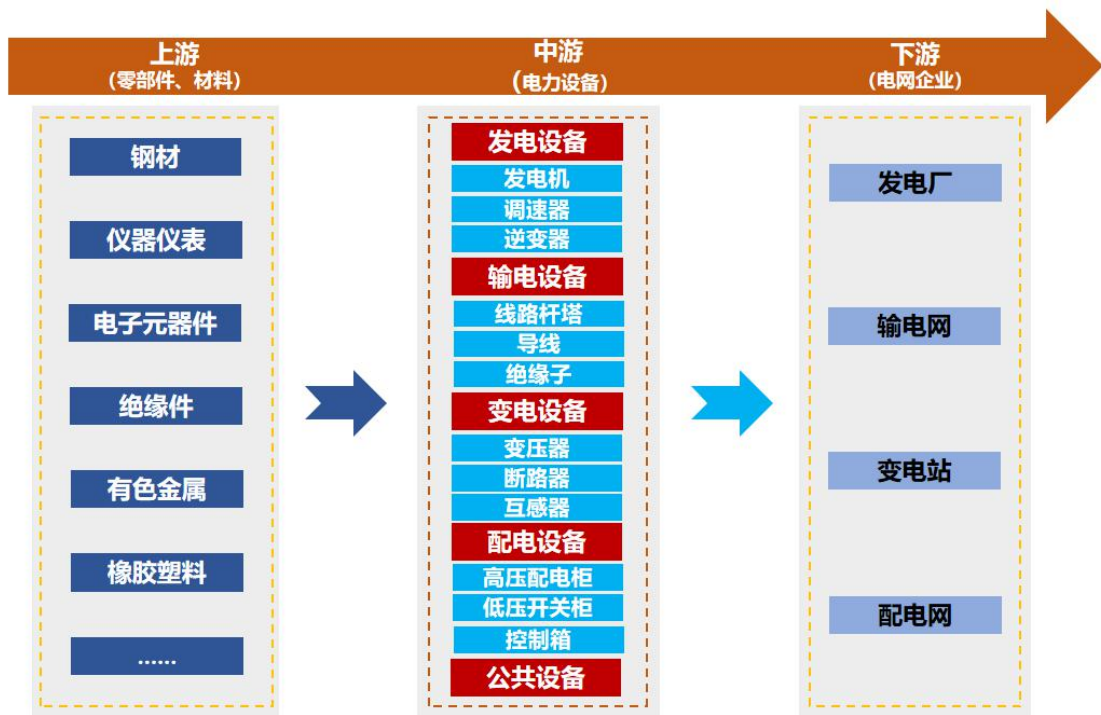 上游
(零部件、材料)
中游
(电力设备)
下游
(电网企业)
钢材
仪器仪表
电子元器件
绝缘件
有色金属
橡胶塑料
……
发电设备
发电机
调速器
逆变器
输电设备
线路杆塔
导线
绝缘子
变电设备
变压器
断路器
互感器
配电设备
高压配电柜
低压开关柜
控制箱
公共设备
发电厂
输电网
变电站
配电网